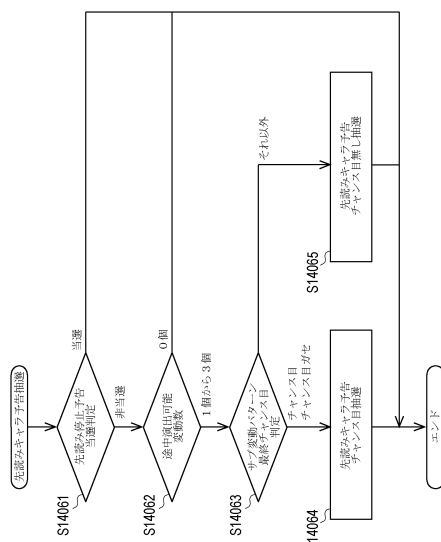 先読みキャラ予告抽選
S14061
先読み停止予告
当選判定
当選
非当選
S14062
途中演出可能
変動数
0個
1個から3個
S14063
サブ変動パターン
最終チャンス目
判定
それ以外
チャンス目
チャンス目ガセ
14064
先読みキャラ予告
チャンス目抽選
S14065
先読みキャラ予告
チャンス目無し抽選
エンド